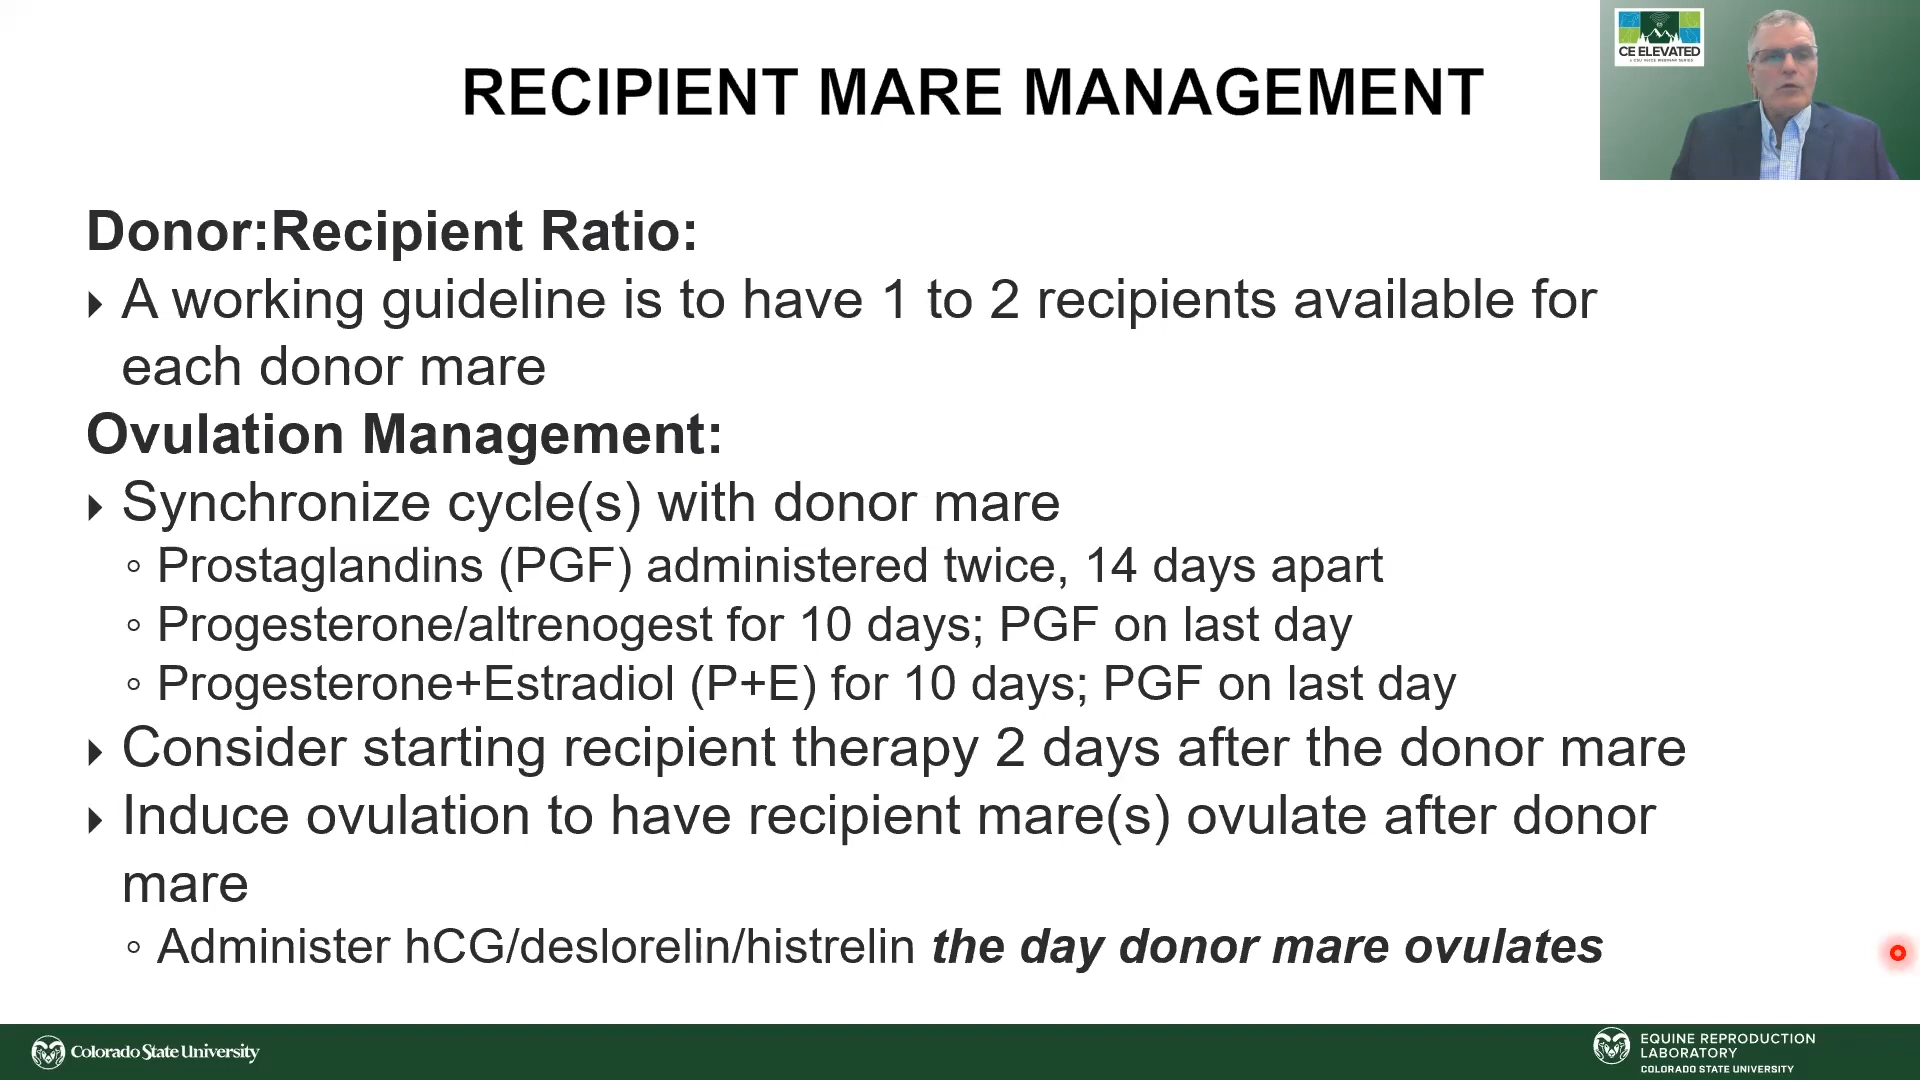 CE ELEVATED
A CSU VETCE WEBINAR SERIES
RECIPIENT MARE MANAGEMENT
Donor:Recipient Ratio:
A working guideline is to have 1 to 2 recipients available for
each donor mare
Ovulation Management:
Synchronize cycle(s) with donor mare
Prostaglandins (PGF) administered twice, 14 days apart
Progesterone/altrenogest for 10 days; PGF on last day
Progesterone+Estradiol (P+E) for 10 days; PGF on last day
Consider starting recipient therapy 2 days after the donor mare
Induce ovulation to have recipient mare(s) ovulate after donor
mare
Administer hCG/deslorelin/histrelin the day donor mare ovulates
Colorado State University
EQUINE REPRODUCTION
LABORATORY
COLORADO STATE UNIVERSITY